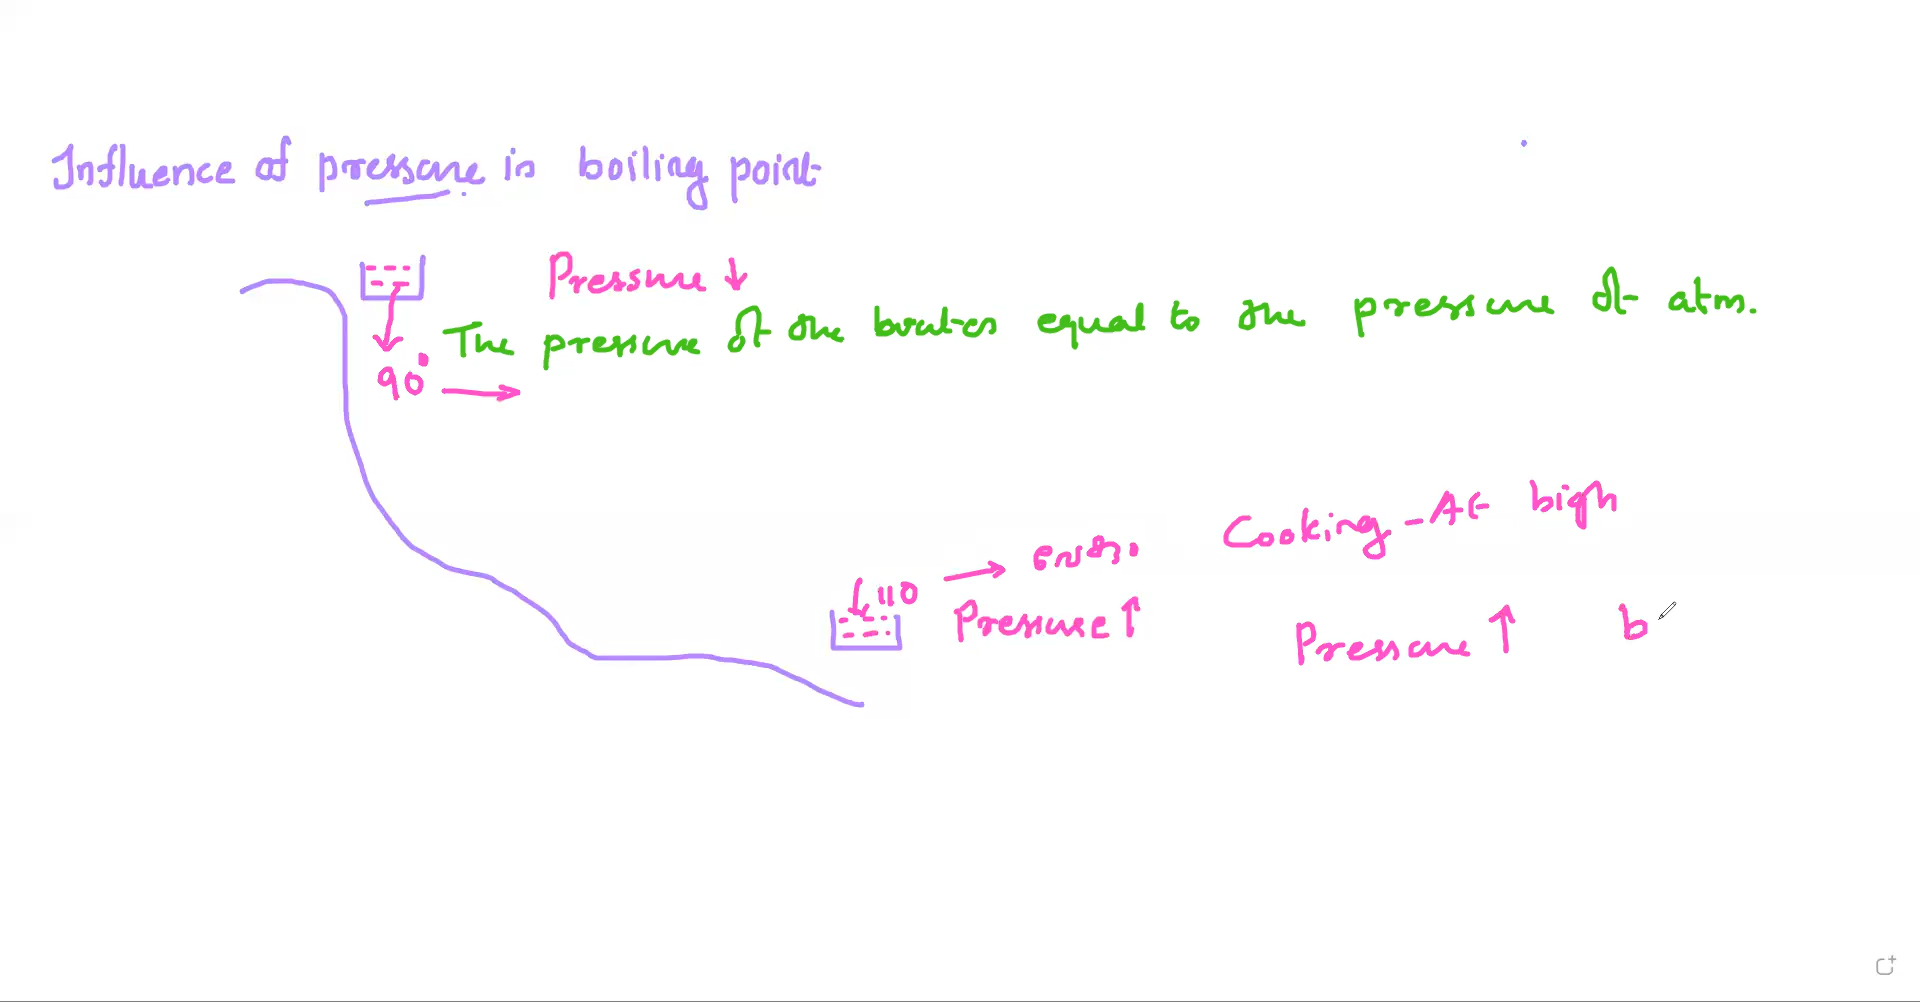 Influence of pressure in boiling point
Pressure ↓
The pressure of the equal to the pressure of atm.
90° →
Cooking - At high
110 →
Pressure ↑
Pressure ↑ b